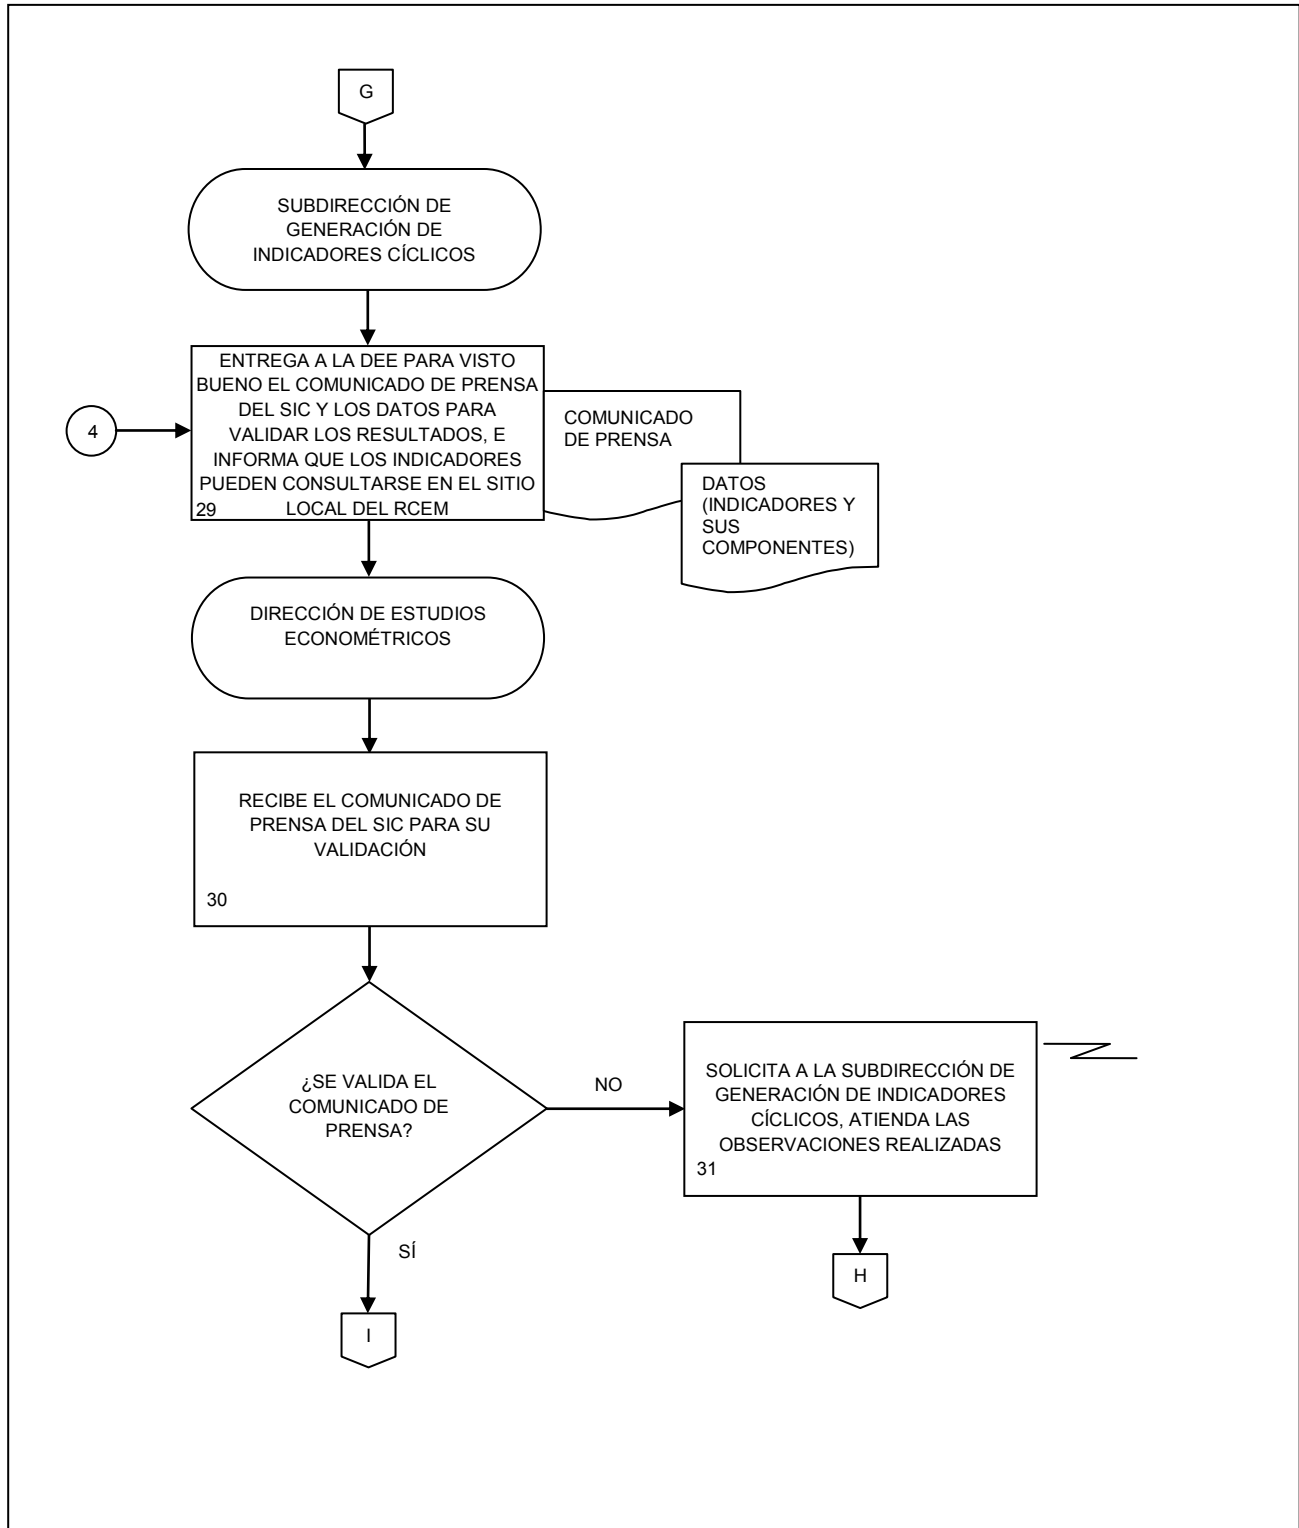 G
SUBDIRECCIÓN DE
GENERACIÓN DE
INDICADORES CÍCLICOS
ENTREGA A LA DEE PARA VISTO
BUENO EL COMUNICADO DE PRENSA
DEL SIC Y LOS DATOS PARA
VALIDAR LOS RESULTADOS, E
INFORMA QUE LOS INDICADORES
PUEDEN CONSULTARSE EN EL SITIO
LOCAL DEL RCEM
29
4
COMUNICADO
DE PRENSA
DATOS
(INDICADORES Y
SUS
COMPONENTES)
DIRECCIÓN DE ESTUDIOS
ECONOMÉTRICOS
RECIBE EL COMUNICADO DE
PRENSA DEL SIC PARA SU
VALIDACIÓN
30
¿SE VALIDA EL
COMUNICADO DE
PRENSA?
NO
SOLICITA A LA SUBDIRECCIÓN DE
GENERACIÓN DE INDICADORES
CÍCLICOS, ATIENDA LAS
OBSERVACIONES REALIZADAS
31
SÍ
H
I